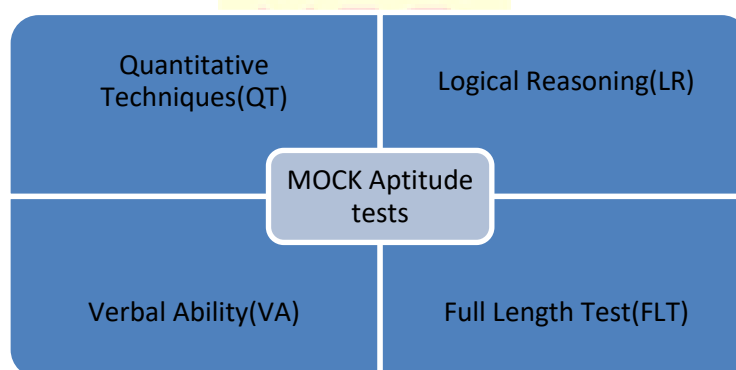 Quantitative
Techniques(QT)
Logical Reasoning(LR)
MOCK Aptitude
tests
Verbal Ability(VA)
Full Length Test(FLT)